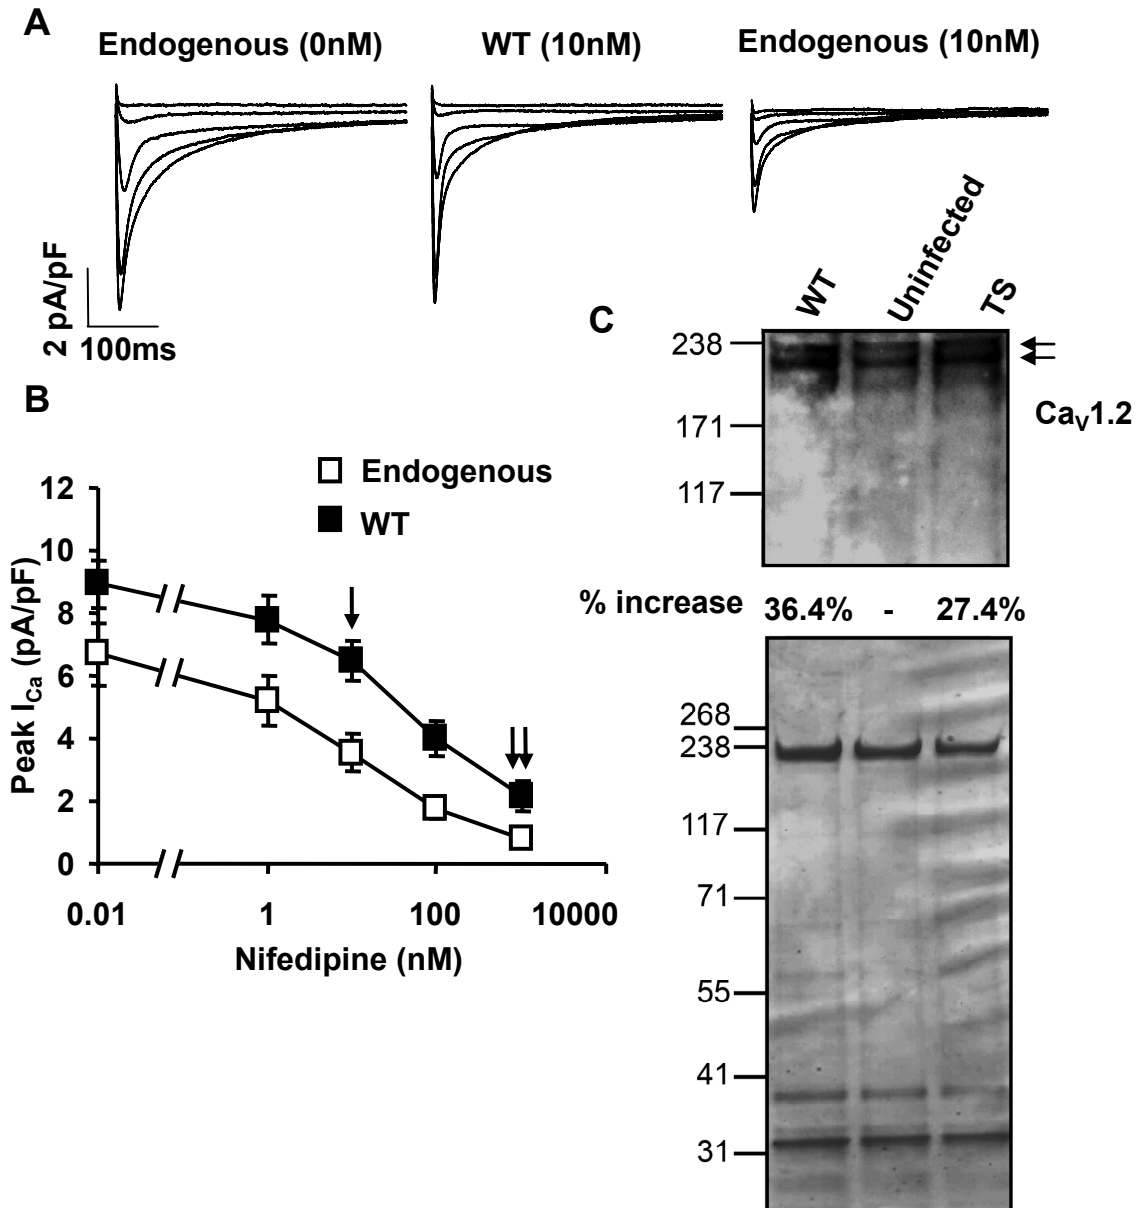 A
Endogenous (0nM)
WT (10nM)
Endogenous (10nM)
2 pA/pF
100ms
B
Endogenous
WT
12
10
8
6
4
2
0
Peak I_Ca (pA/pF)
0.01 1 100 10000
Nifedipine (nM)
C
WT Uninfected TS
238
171
117
Ca_V1.2
% increase 36.4% - 27.4%
268
238
117
71
55
41
31